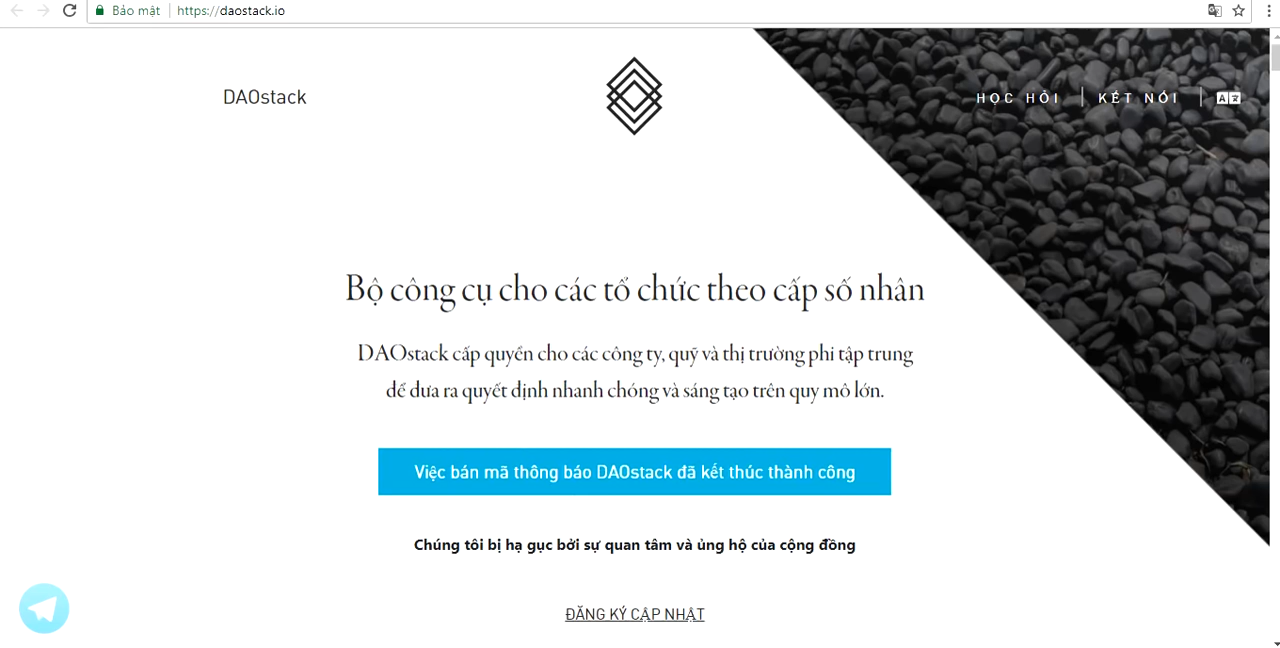 Bảo mật | https://daostack.io
DAOstack
HỌC HỎI | KẾT NỐI | A
Bộ công cụ cho các tổ chức theo cấp số nhân
DAOstack cấp quyền cho các công ty, quỹ và thị trường phi tập trung
để đưa ra quyết định nhanh chóng và sáng tạo trên quy mô lớn.
Việc bán mã thông báo DAOstack đã kết thúc thành công
Chúng tôi bị hạ gục bởi sự quan tâm và ủng hộ của cộng đồng
ĐĂNG KÝ CẬP NHẬT